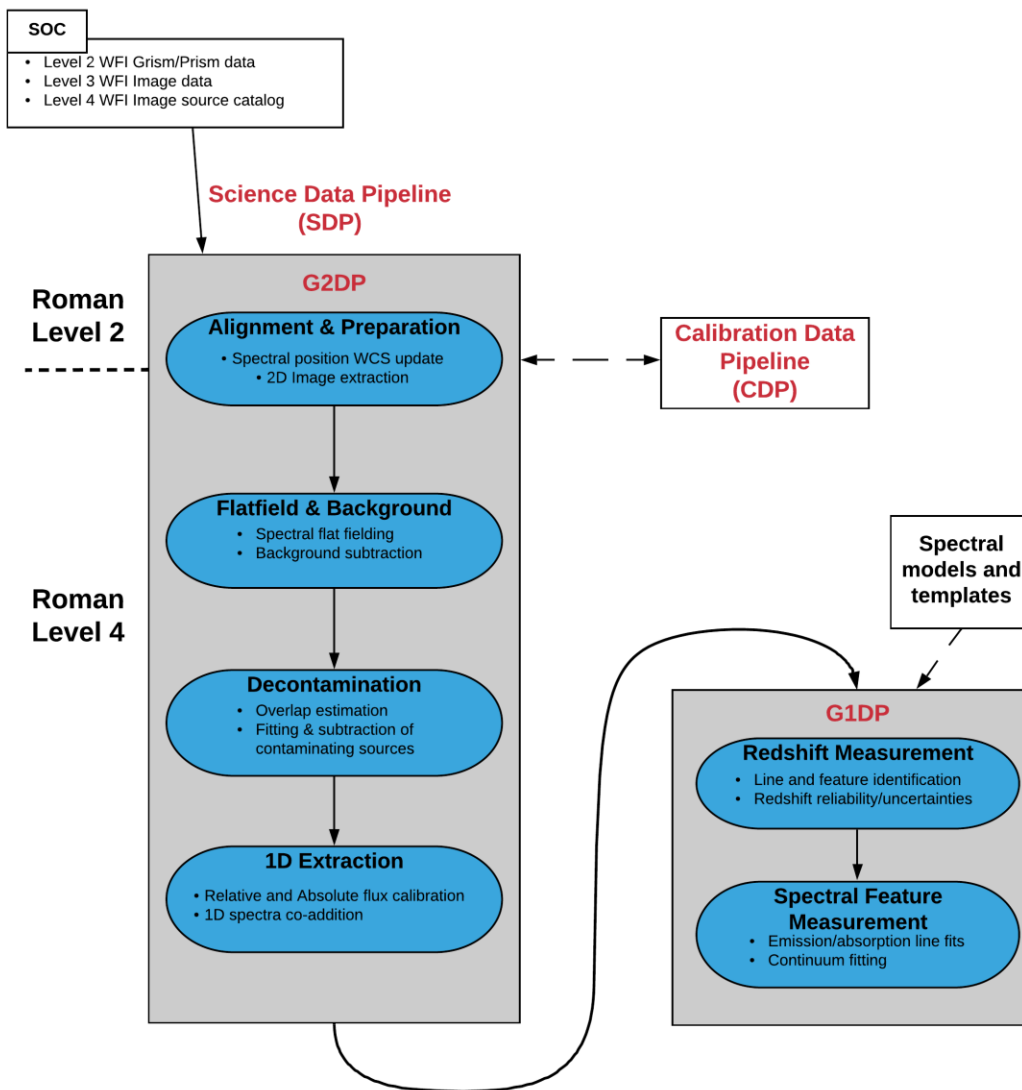 SOC
• Level 2 WFI Grism/Prism data
• Level 3 WFI Image data
• Level 4 WFI Image source catalog
Science Data Pipeline
(SDP)
Roman
Level 2
G2DP
Alignment & Preparation
• Spectral position WCS update
• 2D Image extraction
Calibration Data
Pipeline
(CDP)
Flatfield & Background
• Spectral flat fielding
• Background subtraction
Roman
Level 4
Decontamination
• Overlap estimation
• Fitting & subtraction of
contaminating sources
1D Extraction
• Relative and Absolute flux calibration
• 1D spectra co-addition
Spectral
models and
templates
G1DP
Redshift Measurement
• Line and feature identification
• Redshift reliability/uncertainties
Spectral Feature
Measurement
• Emission/absorption line fits
• Continuum fitting